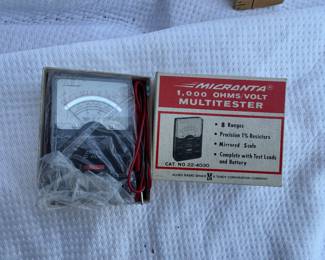 MICRONTA®
1,000 OHMS/VOLT
MULTITESTER
• 8 Ranges
• Precision 1% Resistors
• Mirrored Scale
• Complete with Test Leads
and Battery
CAT. NO. 22-4030
ALLIED RADIO SHACK
A TANDY CORPORATION COMPANY